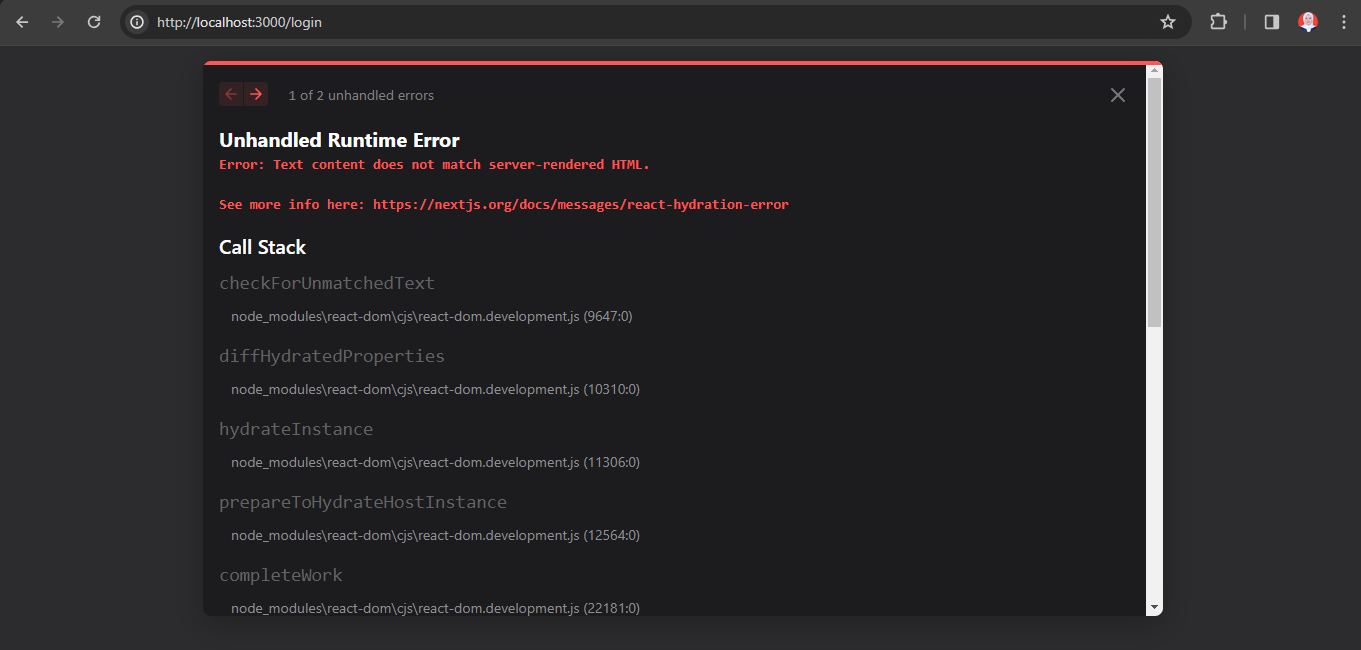 http://localhost:3000/login
1 of 2 unhandled errors
Unhandled Runtime Error
Error: Text content does not match server-rendered HTML.
See more info here: https://nextjs.org/docs/messages/react-hydration-error
Call Stack
checkForUnmatchedText
node_modules\react-dom\cjs\react-dom.development.js (9647:0)
diffHydratedProperties
node_modules\react-dom\cjs\react-dom.development.js (10310:0)
hydrateInstance
node_modules\react-dom\cjs\react-dom.development.js (11306:0)
prepareToHydrateHostInstance
node_modules\react-dom\cjs\react-dom.development.js (12564:0)
completeWork
node_modules\react-dom\cjs\react-dom.development.js (22181:0)